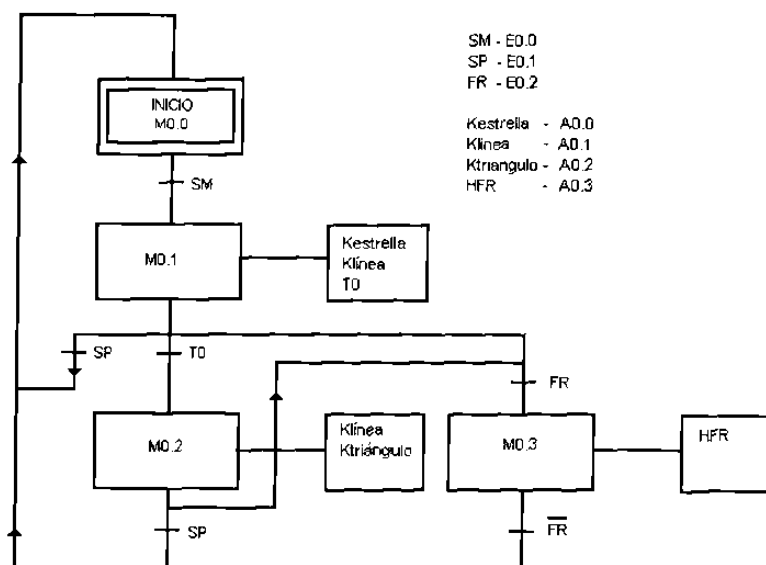 SM - E0.0
SP - E0.1
FR - E0.2
Kestrella - A0.0
Klinea - A0.1
Ktriangulo - A0.2
HFR - A0.3
INICIO
M0.0
SM
M0.1
Kestrella
Klínea
T0
SP
T0
FR
M0.2
Klínea
Ktriángulo
M0.3
HFR
SP
FR